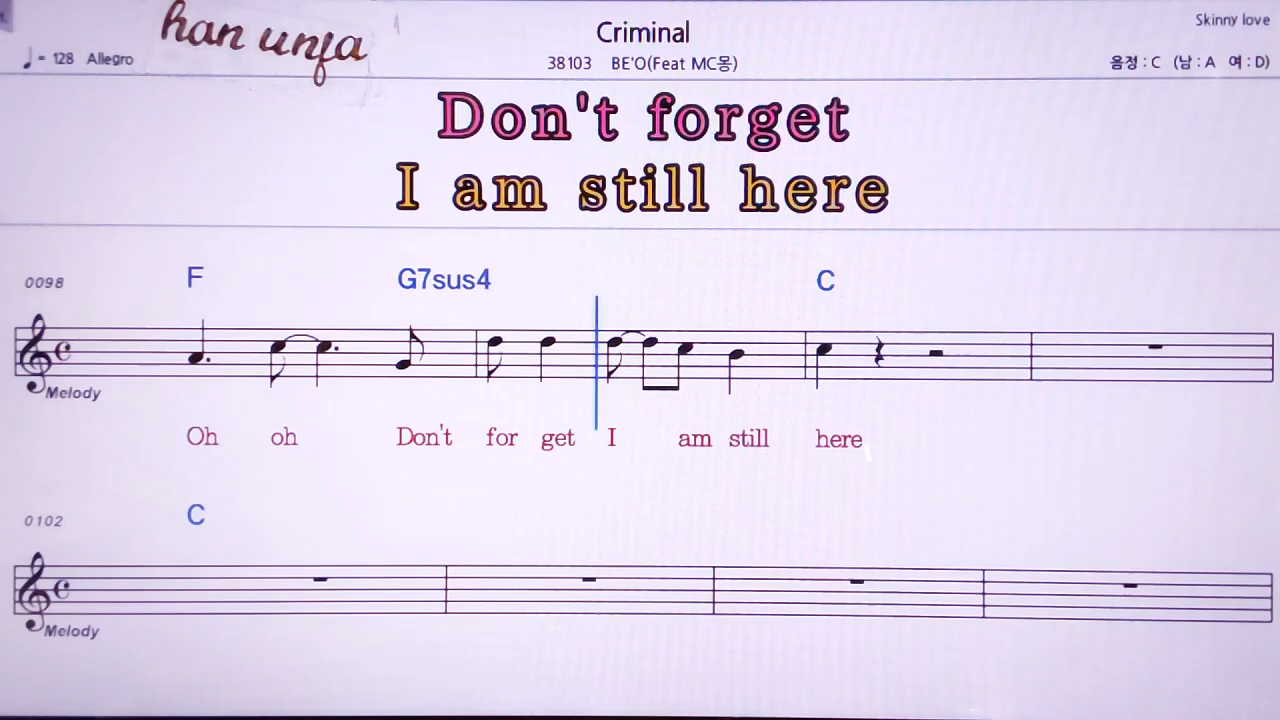 han unja
Skinny love
Criminal
♩= 128 Allegro
38103 BE'O(Feat MC몽)
음정 : C (남 : A 여 : D)
Don't forget
I am still here
0098 F G7sus4 C
Melody
Oh oh Don't for get I am still here
0102 C
Melody